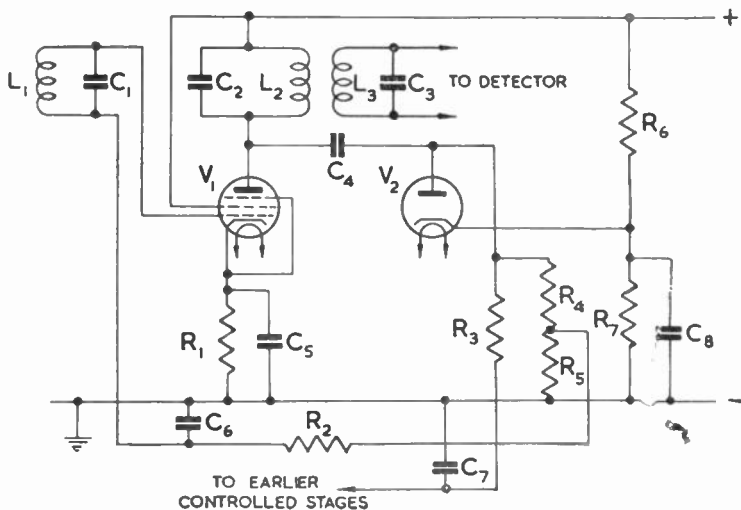 +
L₁
C₁
C₂
L₂
L₃
C₃
TO DETECTOR
R₆
C₄
V₁
V₂
R₁
C₅
R₃
R₄
R₅
R₇
C₈
−
C₆
R₂
C₇
TO EARLIER
CONTROLLED STAGES